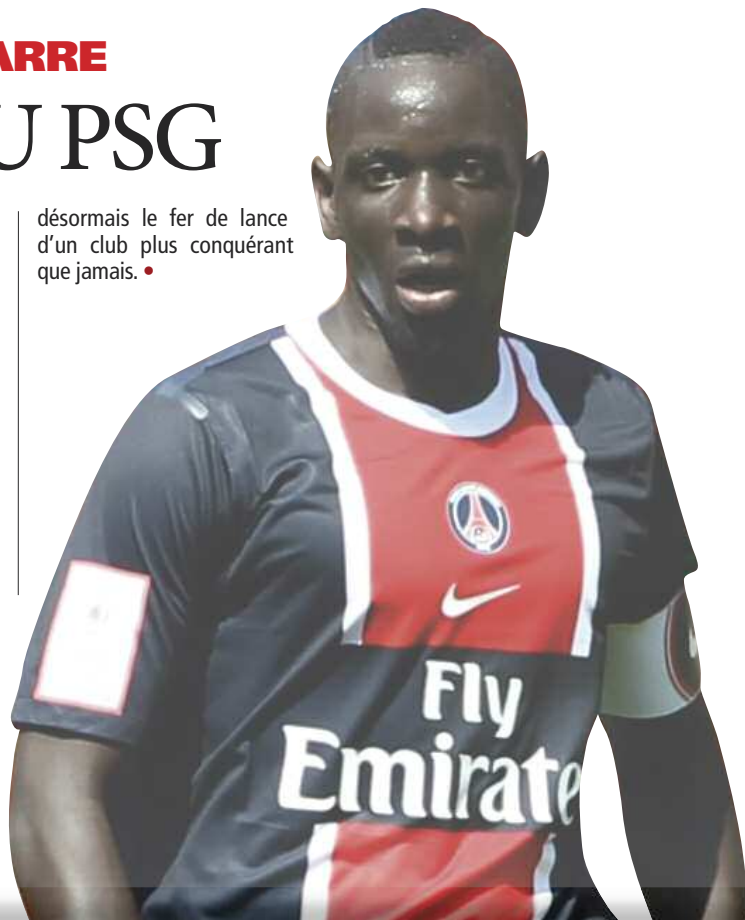 ARRE
U PSG
désormais le fer de lance
d'un club plus conquérant
que jamais. •
Fly
Emirate